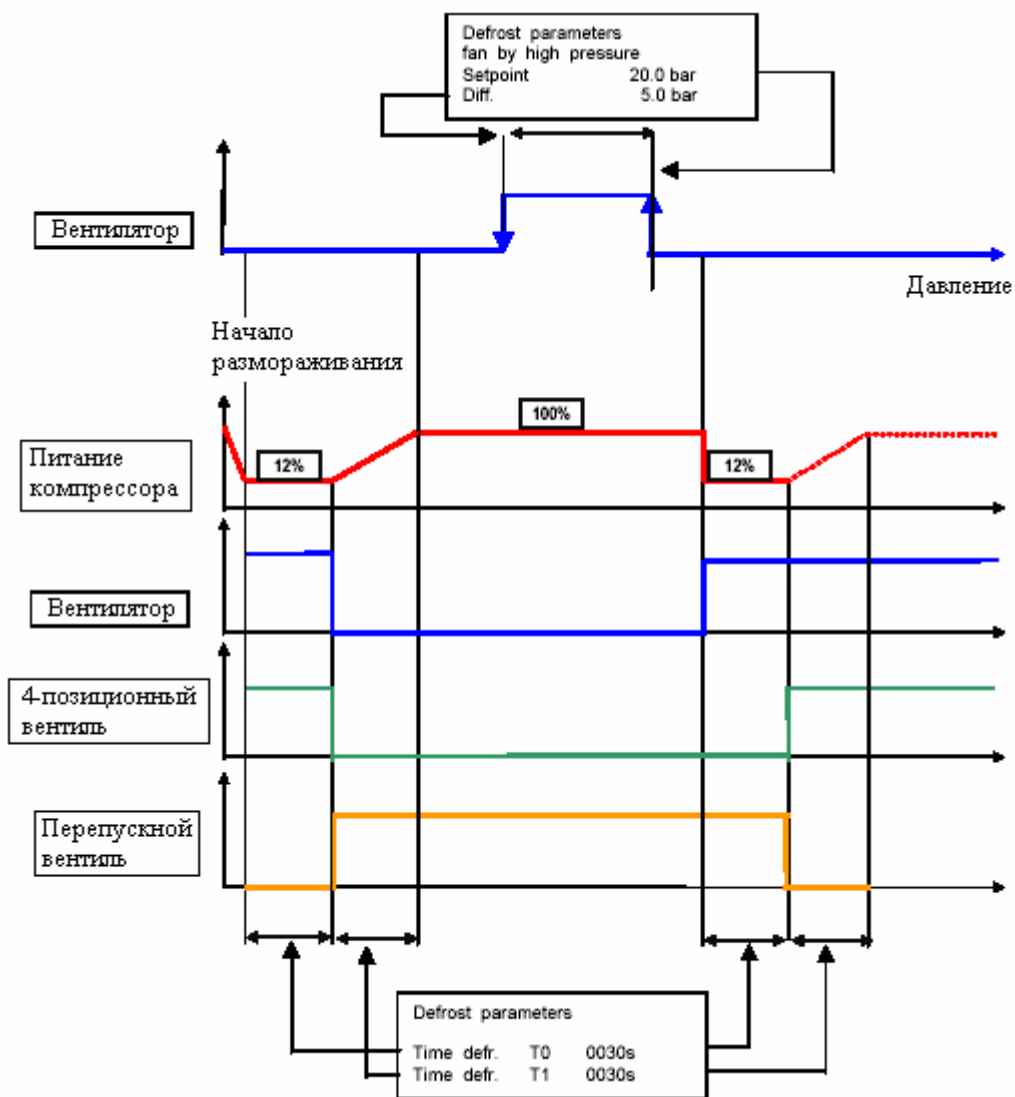 Defrost parameters
fan by high pressure
Setpoint 20.0 bar
Diff. 5.0 bar
Вентилятор
Давление
Начало
размораживания
100%
Питание
компрессора
12%
12%
Вентилятор
4-позиционный
вентиль
Перепускной
вентиль
Defrost parameters
Time defr. T0 0030s
Time defr. T1 0030s